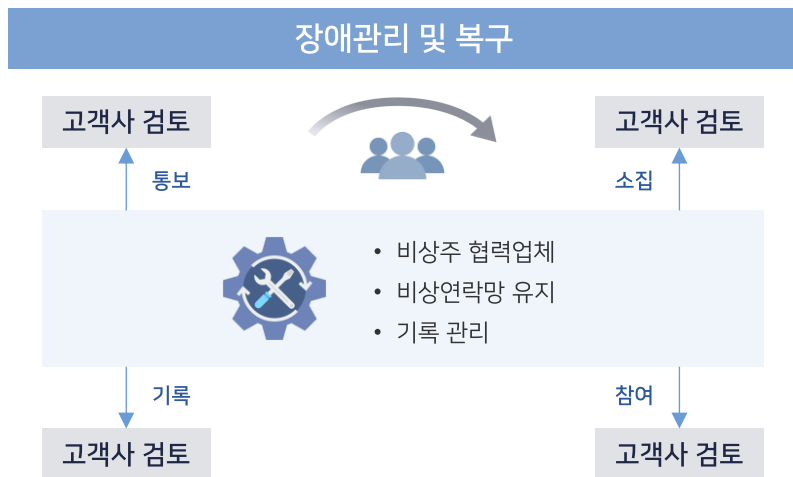 장애관리 및 복구
고객사 검토
고객사 검토
통보
소집
• 비상주 협력업체
• 비상연락망 유지
• 기록 관리
기록
참여
고객사 검토
고객사 검토